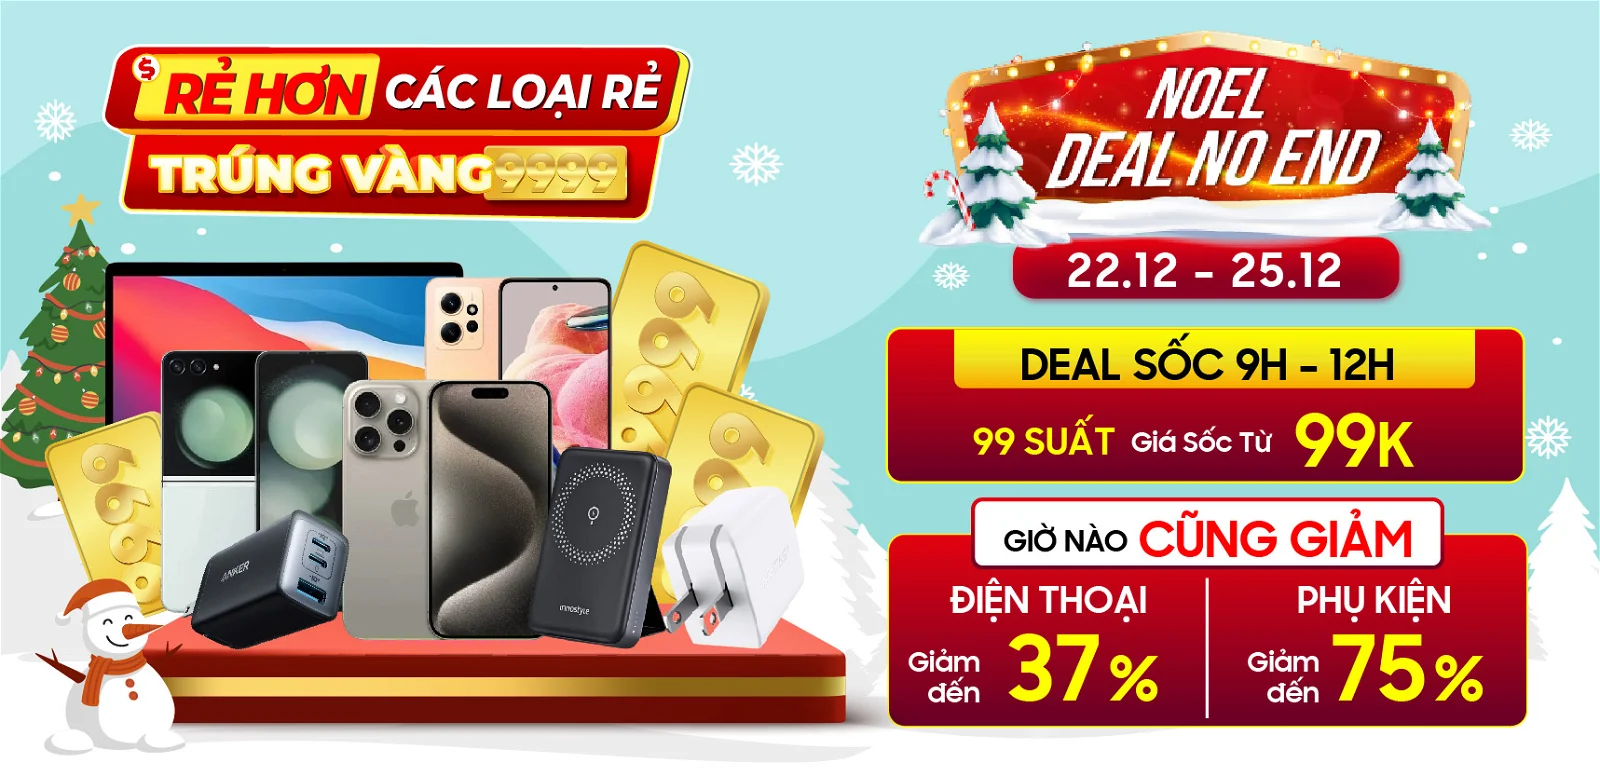 $
RẺ HƠN CÁC LOẠI RẺ
TRÚNG VÀNG 9999
NOEL
DEAL NO END
22.12 - 25.12
DEAL SỐC 9H - 12H
99 SUẤT Giá Sốc Từ 99K
GIỜ NÀO CŨNG GIẢM
ĐIỆN THOẠI
Giảm đến 37%
PHỤ KIỆN
Giảm đến 75%
9999
9999
ANKER
innostyle